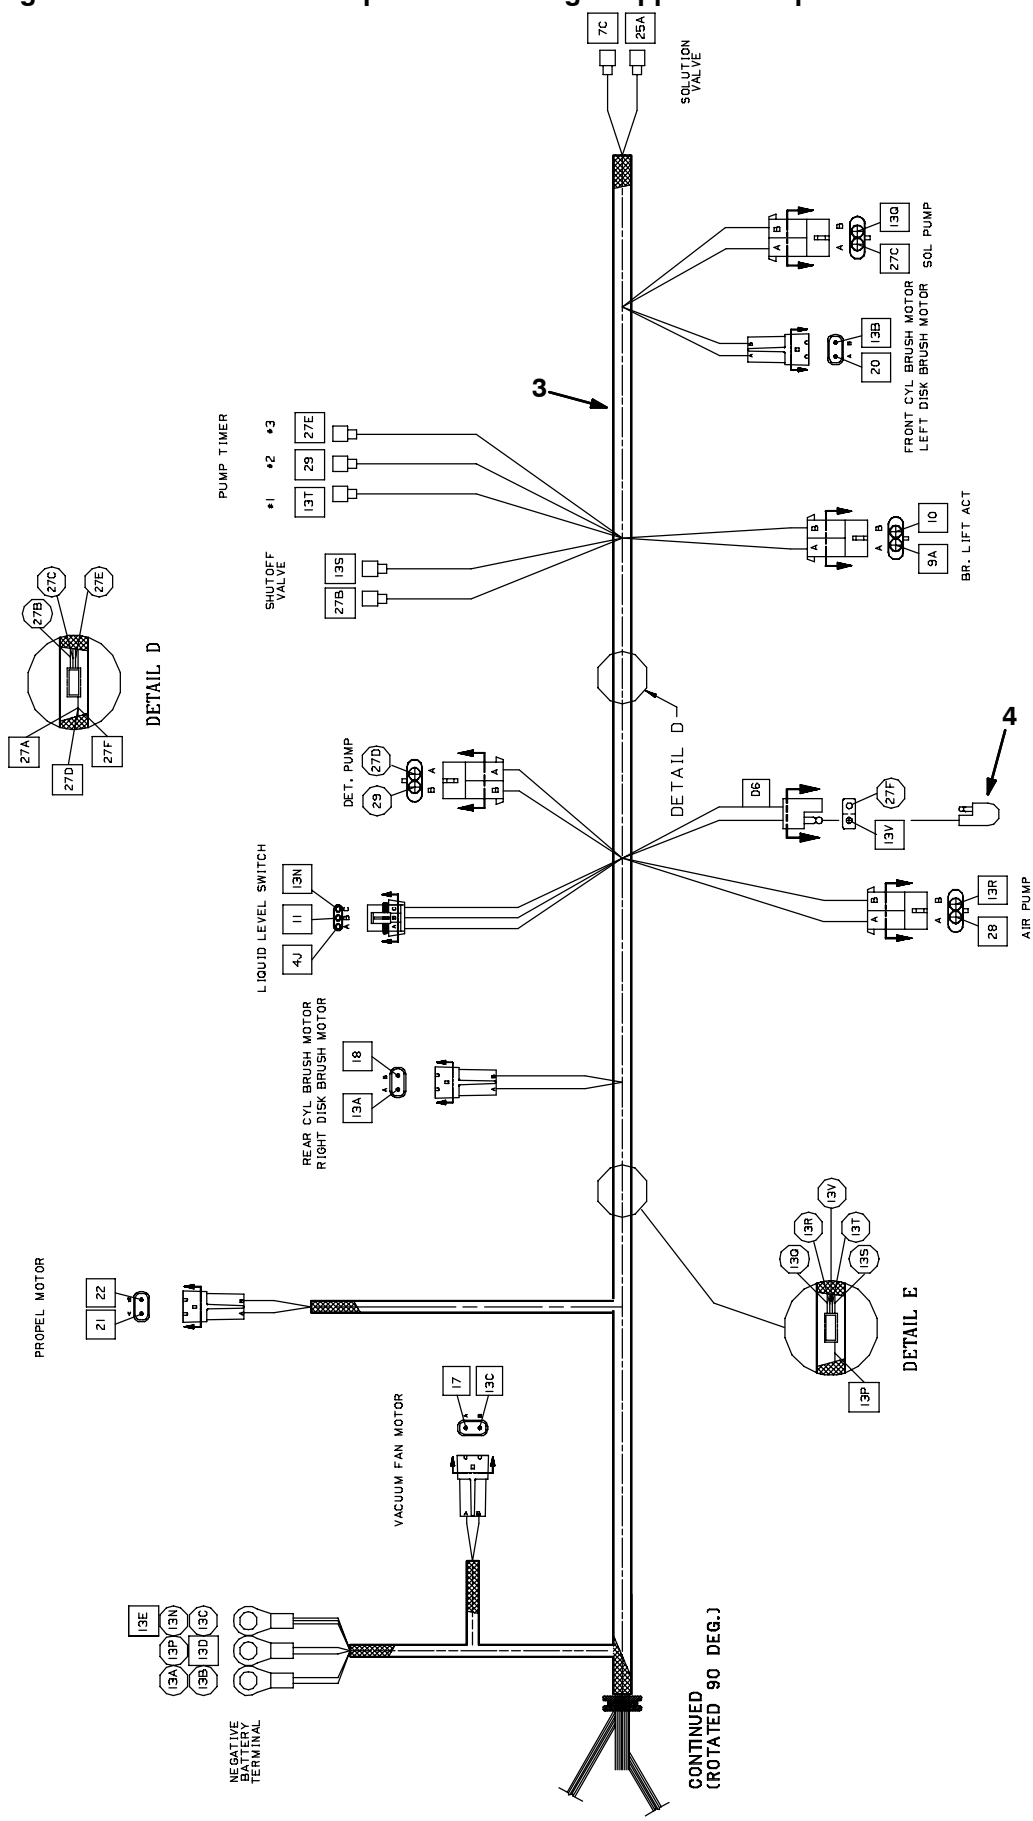 7C
25A
SOLUTION
VALVE
13Q
27C
SOL PUMP
A
B
A
B
13B
20
FRONT CYL BRUSH MOTOR
LEFT DISK BRUSH MOTOR
A
B
A
B
3
PUMP TIMER
#1
#2
#3
13T
29
27E
SHUTOFF
VALVE
27B
13S
A
B
A
B
10
9A
BR. LIFT ACT
27B
27C
27E
27A
27D
27F
DETAIL D
DETAIL D
DET. PUMP
29
27D
B
A
B
A
D6
27F
13V
4
LIQUID LEVEL SWITCH
4J
11
13N
A
B
C
A
B
C
A
B
A
B
13R
28
AIR PUMP
REAR CYL BRUSH MOTOR
RIGHT DISK BRUSH MOTOR
13A
18
A
B
A
B
13Q
13R
13V
13T
13S
13P
DETAIL E
PROPEL MOTOR
21
22
A
B
A
B
VACUUM FAN MOTOR
17
13C
A
B
A
B
13E
13N
13C
13P
13D
13A
13B
NEGATIVE
BATTERY
TERMINAL
CONTINUED
(ROTATED 90 DEG.)